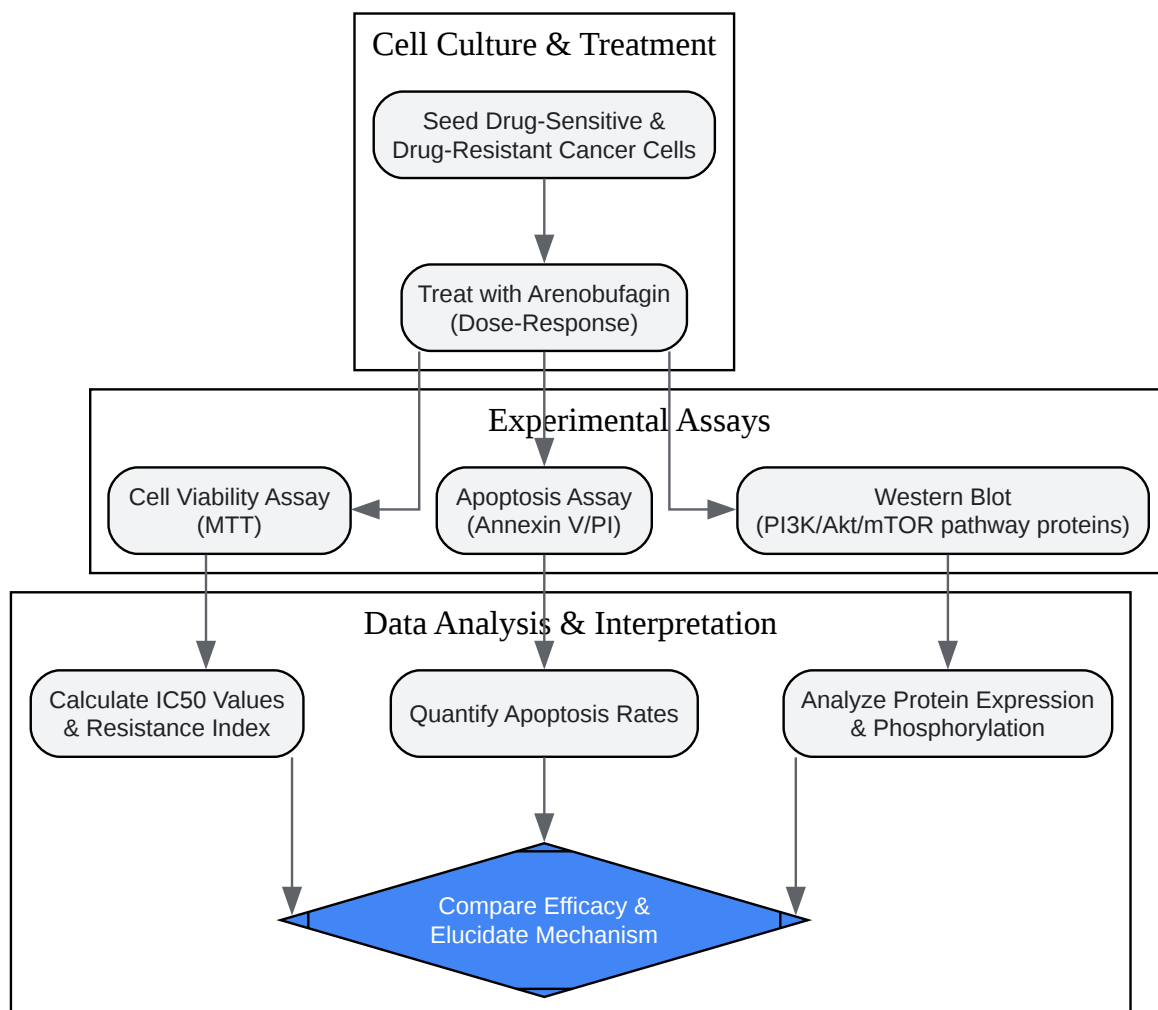 Cell Culture & Treatment
Seed Drug-Sensitive &
Drug-Resistant Cancer Cells
Treat with Arenobufagin
(Dose-Response)
Experimental Assays
Cell Viability Assay
(MTT)
Apoptosis Assay
(Annexin V/PI)
Western Blot
(PI3K/Akt/mTOR pathway proteins)
Data Analysis & Interpretation
Calculate IC50 Values
& Resistance Index
Quantify Apoptosis Rates
Analyze Protein Expression
& Phosphorylation
Compare Efficacy &
Elucidate Mechanism